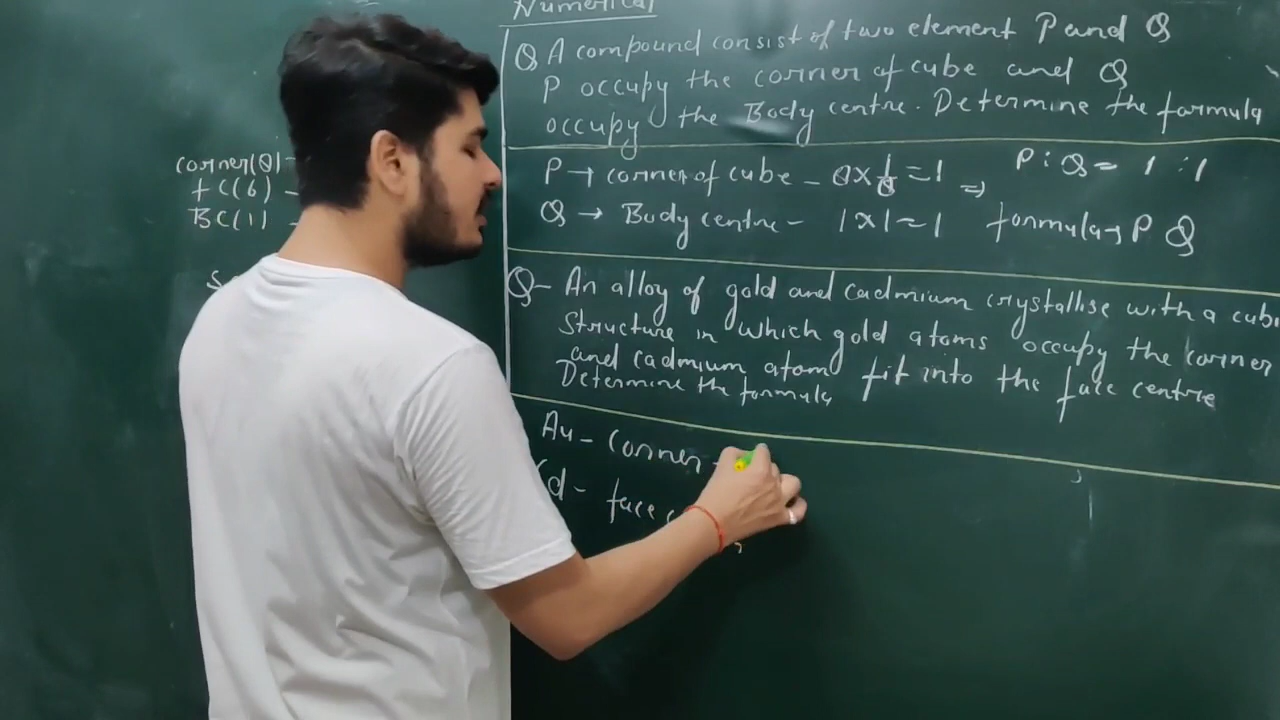 Numerical
Q A compound consist of two element P and Q
P occupy the corner of cube and Q
occupy the Body centre. Determine the formula
corner(8) -
fC(6) -
BC(1) -
P → corner of cube - 8 x 1/8 = 1 ⇒ P : Q = 1 : 1
Q → Body centre - 1 x 1 = 1 formula → P Q
Q - An alloy of gold and cadmium crystallise with a cubi
structure in which gold atoms occupy the corner
and cadmium atom fit into the face centre
Determine the formula
Au - corner -
Cd - face